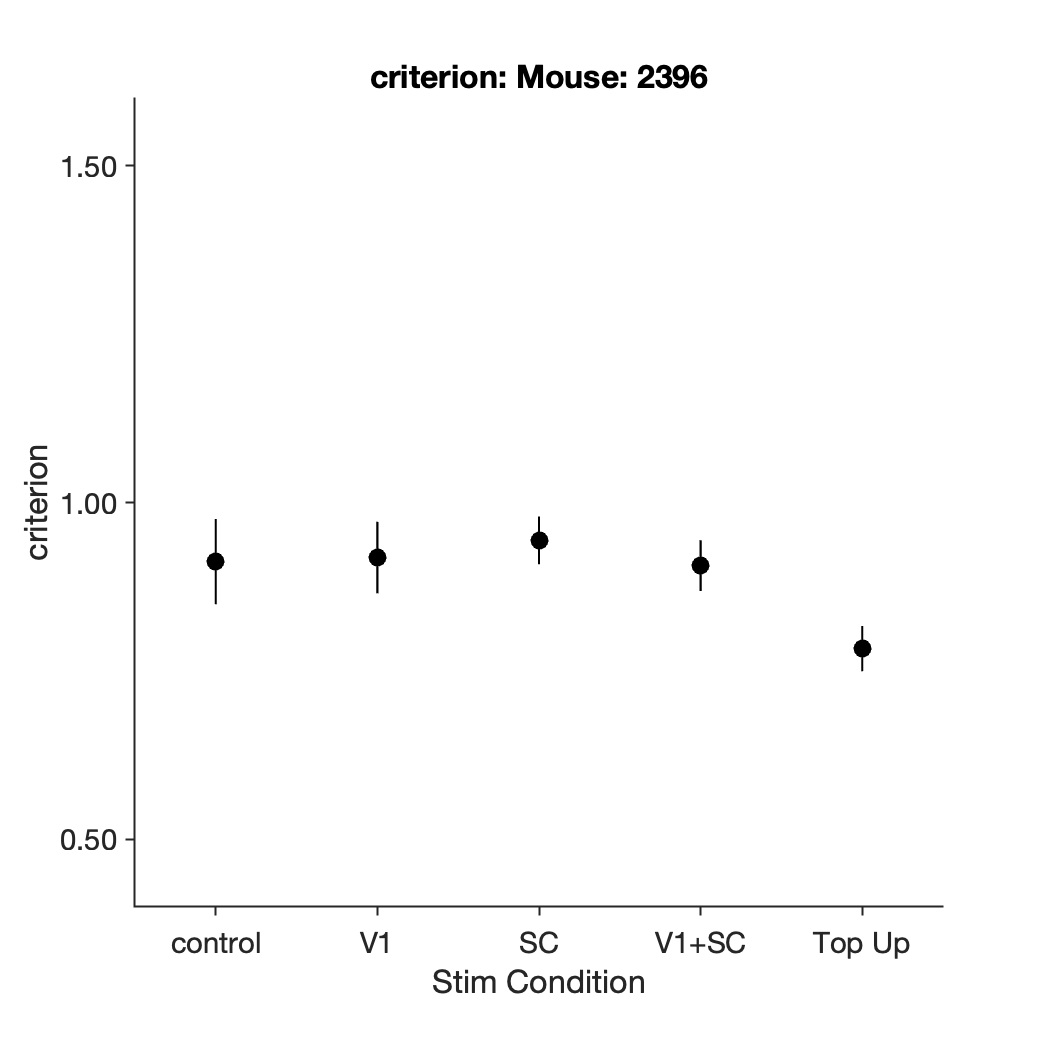 criterion: Mouse: 2396
1.50
1.00
0.50
criterion
control V1 SC V1+SC Top Up
Stim Condition